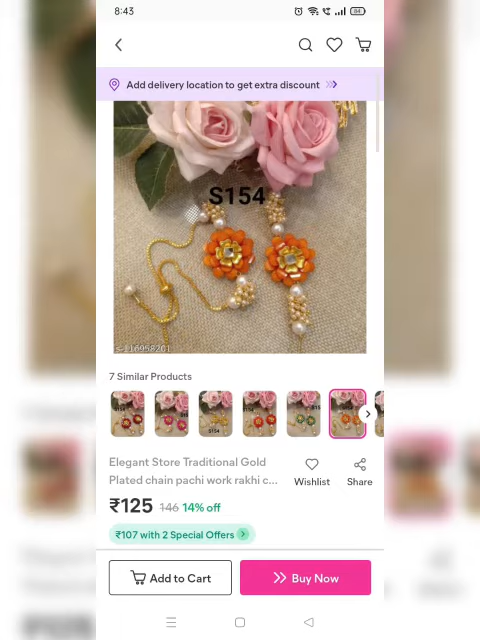 8:43
84
Add delivery location to get extra discount
S154
116958201
7 Similar Products
Elegant Store Traditional Gold
Plated chain pachi work rakhi c...
Wishlist
Share
₹125 146 14% off
₹107 with 2 Special Offers
Add to Cart
Buy Now